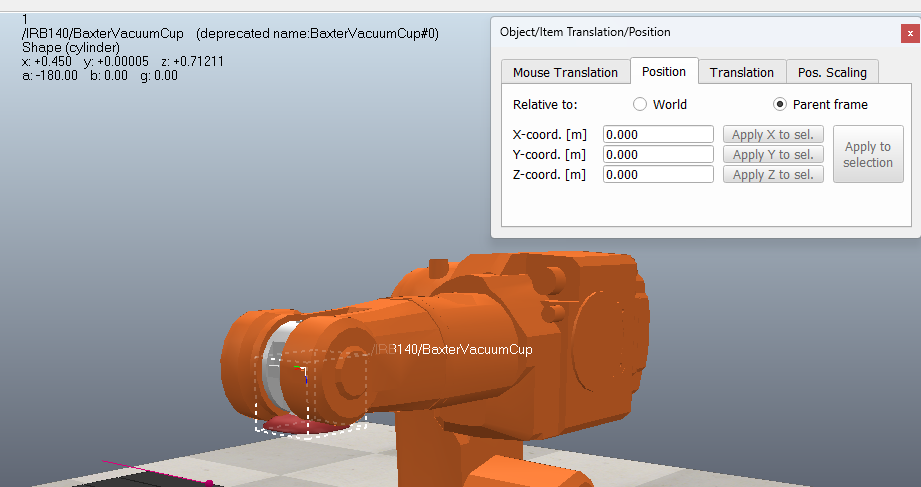 1
/IRB140/BaxterVacuumCup (deprecated name:BaxterVacuumCup#0)
Shape (cylinder)
x: +0.450 y: +0.00005 z: +0.71211
a: -180.00 b: 0.00 g: 0.00
Object/Item Translation/Position
x
Mouse Translation Position Translation Pos. Scaling
Relative to: World Parent frame
X-coord. [m] 0.000 Apply X to sel.
Y-coord. [m] 0.000 Apply Y to sel.
Z-coord. [m] 0.000 Apply Z to sel.
Apply to
selection
/IRB140/BaxterVacuumCup